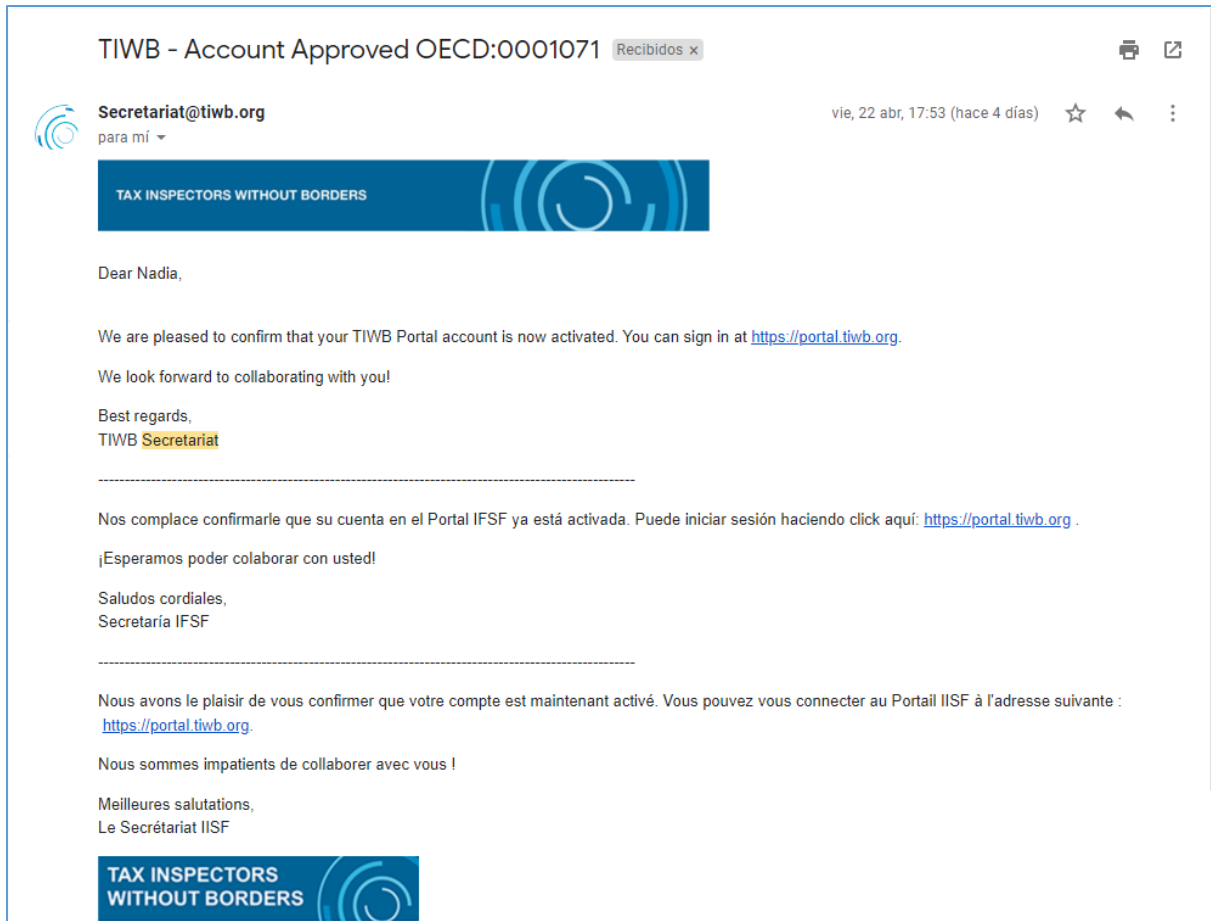 TIWB - Account Approved OECD:0001071 Recibidos x
Secretariat@tiwb.org vie, 22 abr, 17:53 (hace 4 días)
para mí
TAX INSPECTORS WITHOUT BORDERS
Dear Nadia,
We are pleased to confirm that your TIWB Portal account is now activated. You can sign in at https://portal.tiwb.org.
We look forward to collaborating with you!
Best regards,
TIWB Secretariat
------------------------------------------------------------------------------------------------------------
Nos complace confirmarle que su cuenta en el Portal IFSF ya está activada. Puede iniciar sesión haciendo click aquí: https://portal.tiwb.org .
¡Esperamos poder colaborar con usted!
Saludos cordiales,
Secretaría IFSF
------------------------------------------------------------------------------------------------------------
Nous avons le plaisir de vous confirmer que votre compte est maintenant activé. Vous pouvez vous connecter au Portail IISF à l'adresse suivante :
https://portal.tiwb.org.
Nous sommes impatients de collaborer avec vous !
Meilleures salutations,
Le Secrétariat IISF
TAX INSPECTORS
WITHOUT BORDERS